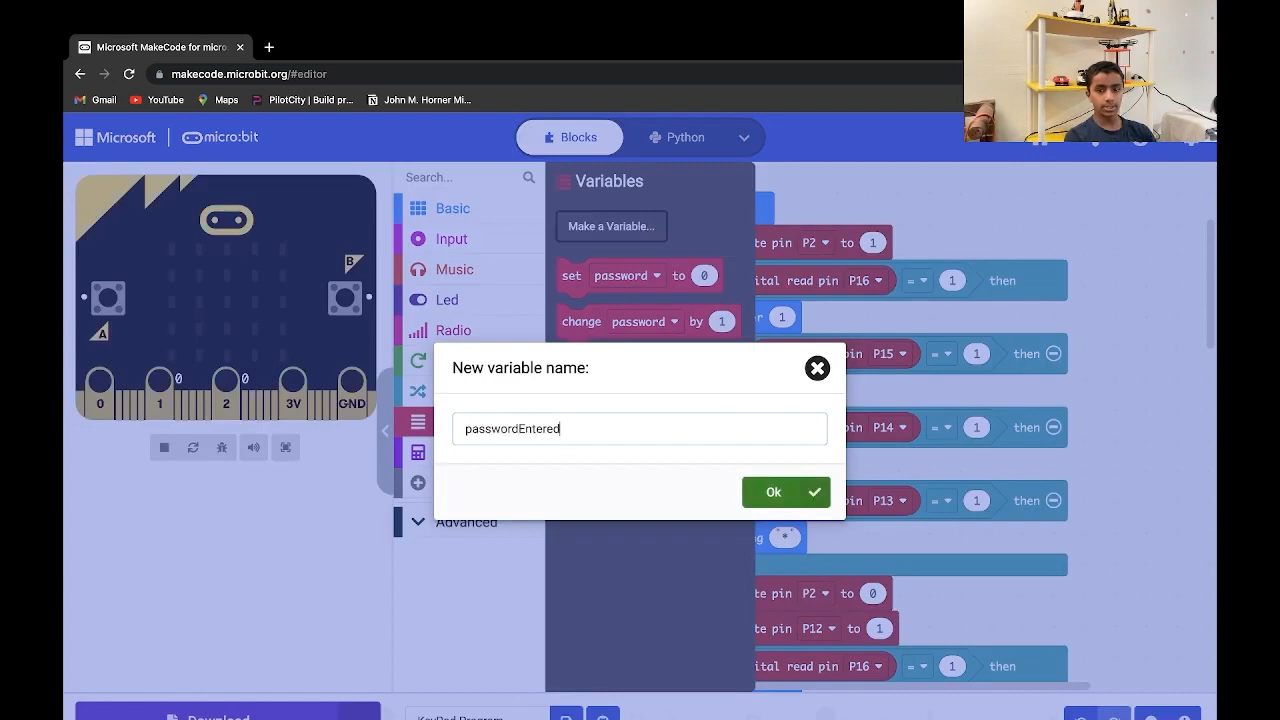 Microsoft MakeCode for micro
makecode.microbit.org/#editor
Gmail
YouTube
Maps
PilotCity | Build pr...
John M. Horner Mi...
Microsoft
micro:bit
Blocks
Python
Search...
Basic
Input
Music
Led
Radio
Advanced
Variables
Make a Variable...
set password to 0
change password by 1
New variable name:
passwordEntered
Ok
te pin P2 to 1
ital read pin P16 = 1 then
er 1
pin P15 = 1 then
pin P14 = 1 then
pin P13 = 1 then
ng "*"
te pin P2 to 0
te pin P12 to 1
ital read pin P16 = 1 then
A
B
0
0
0 1 2 3V GND
Download
KeyPad Program